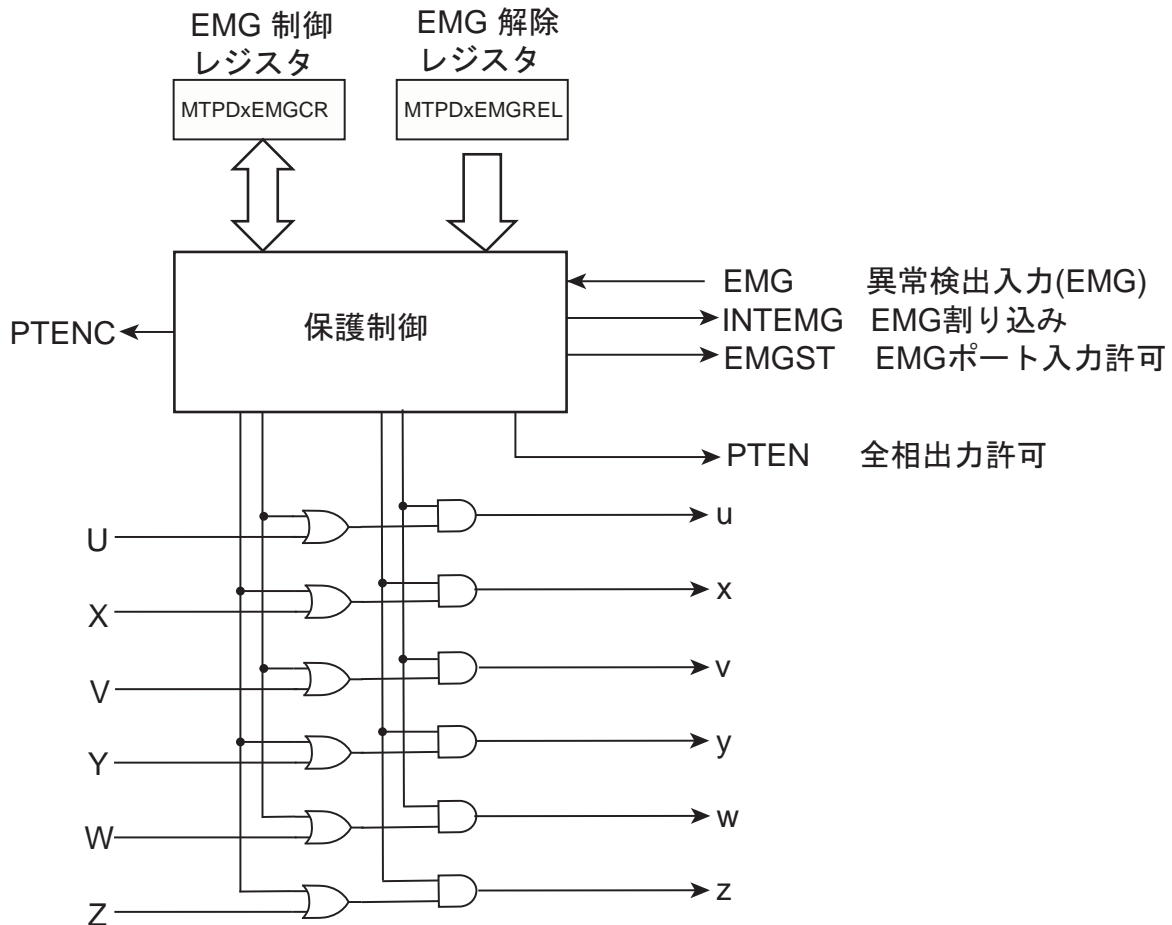 EMG 制御
レジスタ
EMG 解除
レジスタ
MTPDxEMGCR
MTPDxEMGREL
保護制御
PTENC
EMG 異常検出入力(EMG)
INTEMG EMG割り込み
EMGST EMGポート入力許可
PTEN 全相出力許可
U
u
X
x
V
v
Y
y
W
w
Z
z